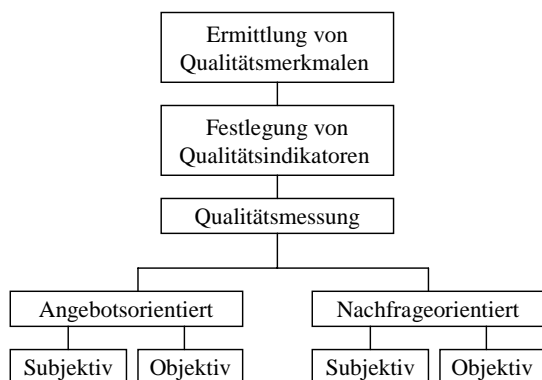 Ermittlung von
Qualitätsmerkmalen
Festlegung von
Qualitätsindikatoren
Qualitätsmessung
Angebotsorientiert
Nachfrageorientiert
Subjektiv
Objektiv
Subjektiv
Objektiv